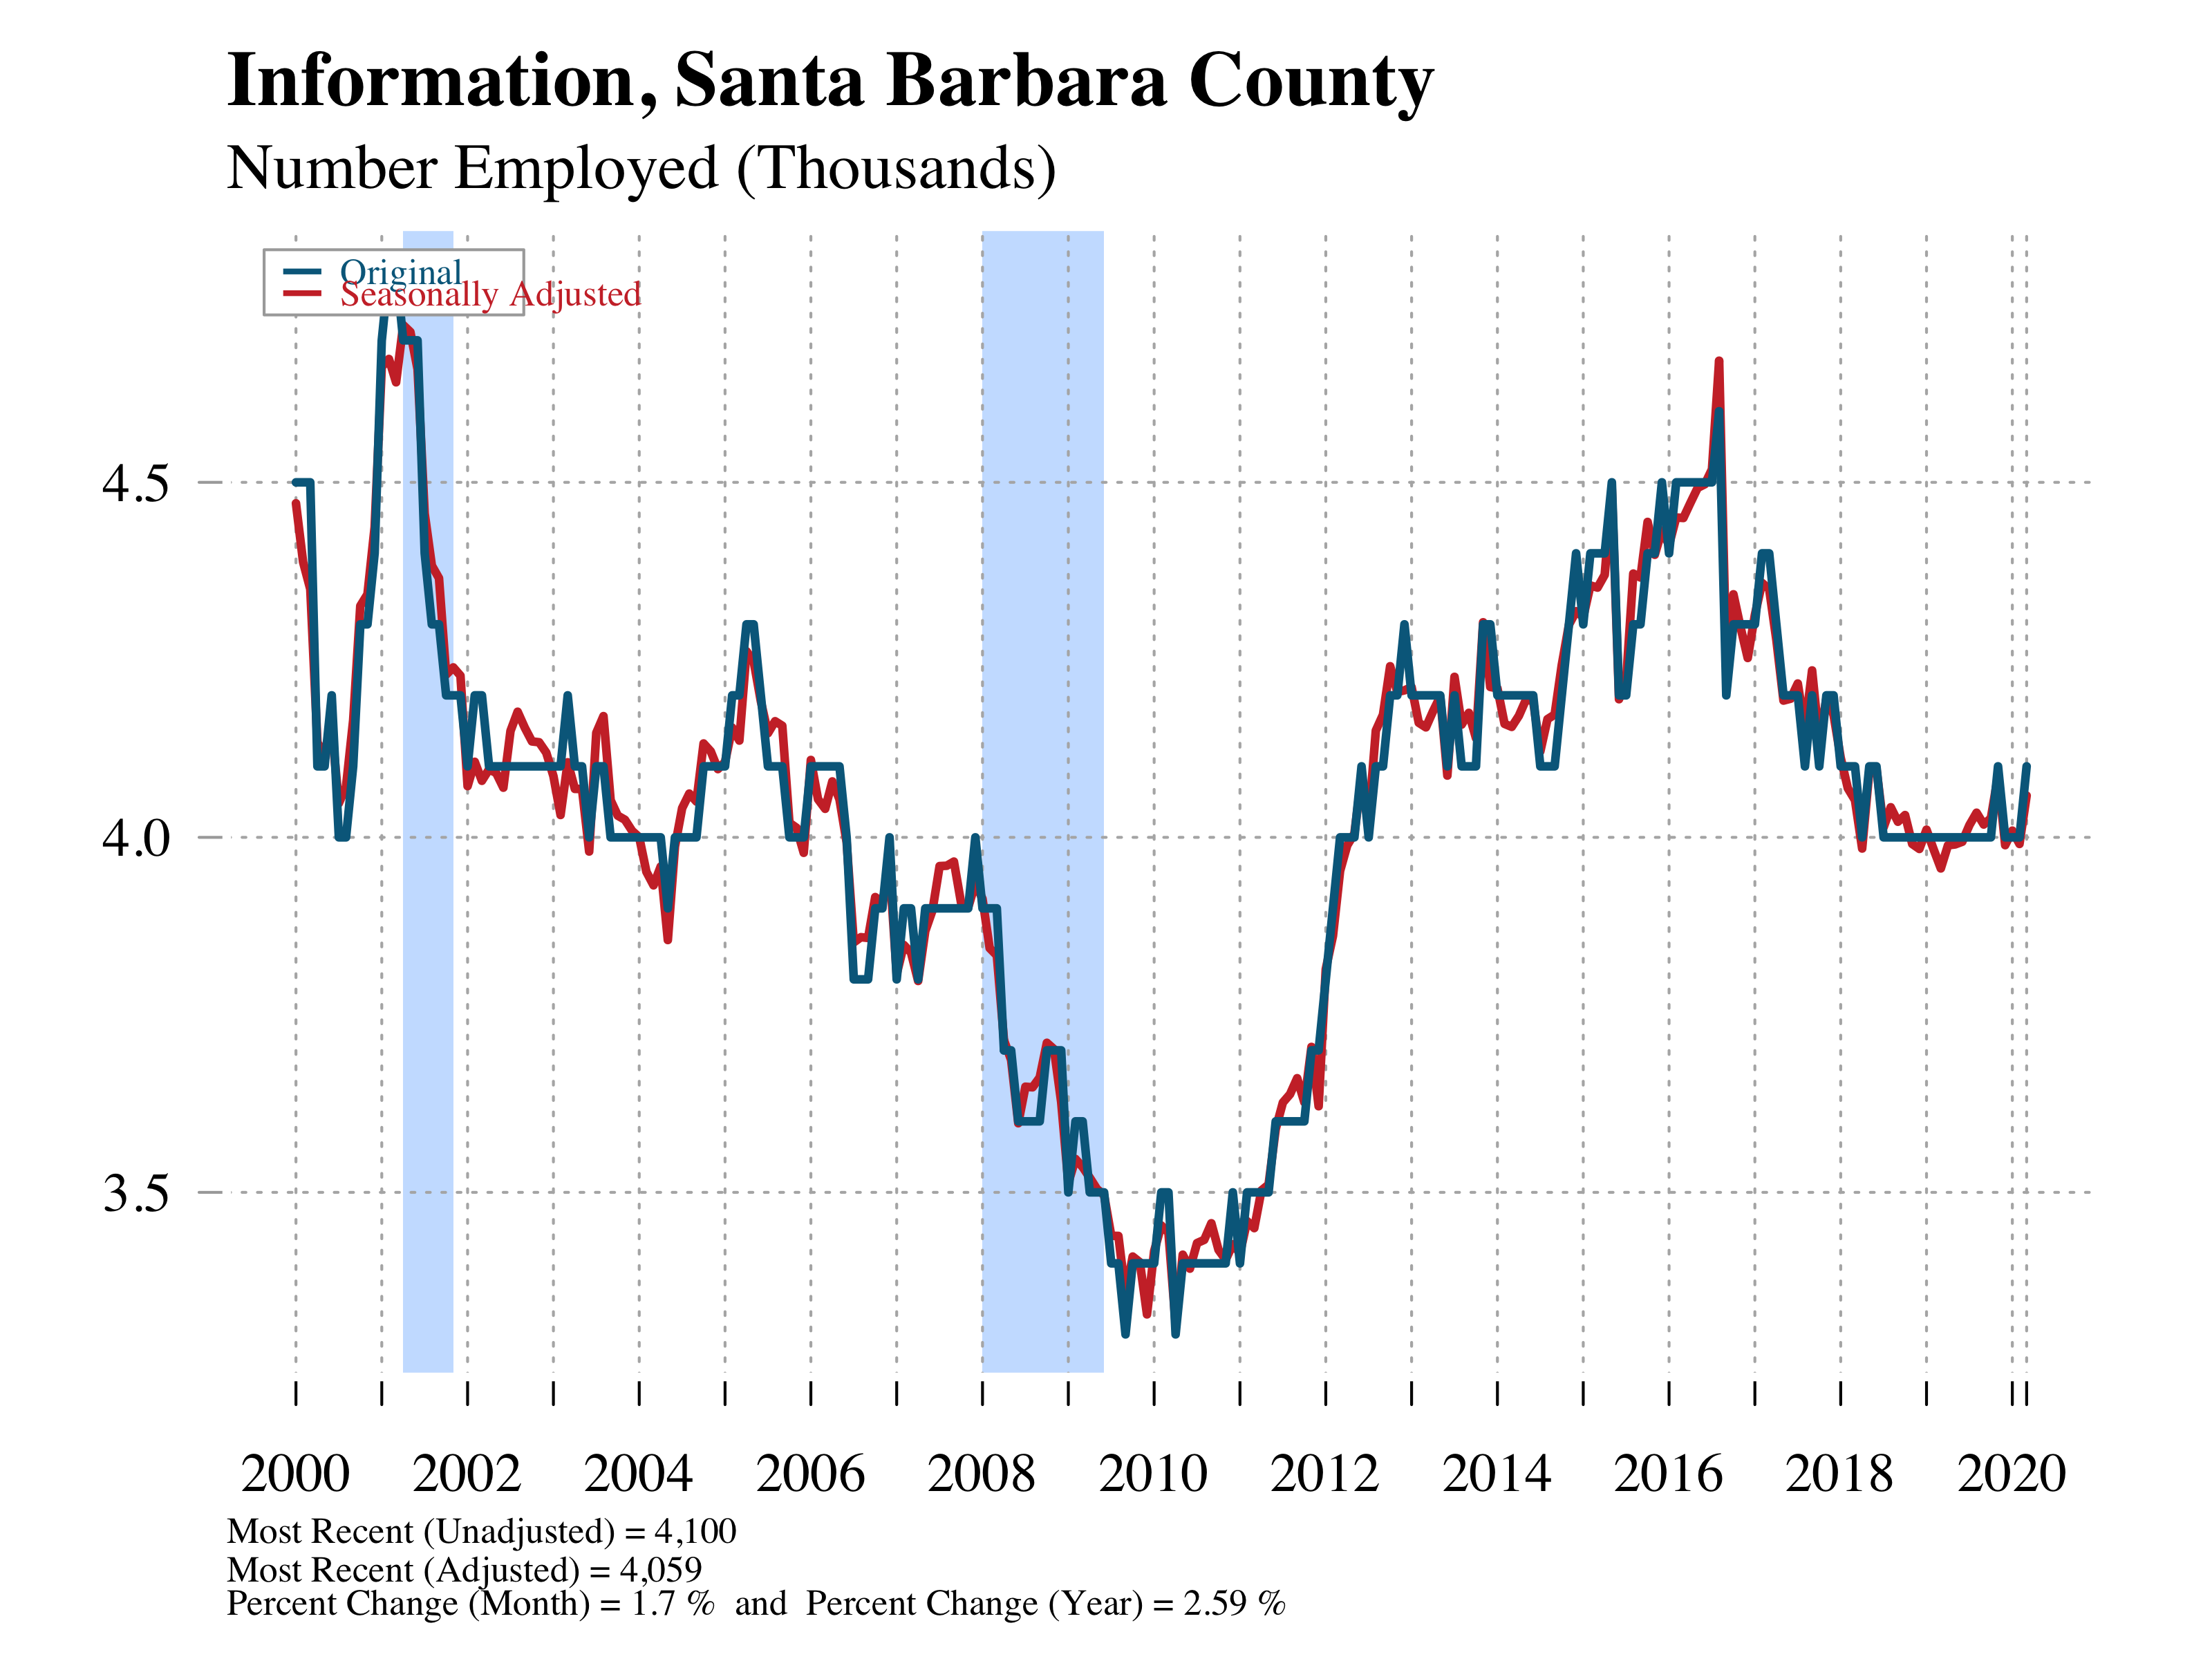 Information, Santa Barbara County
Number Employed (Thousands)
Original
Seasonally Adjusted
4.5
4.0
3.5
2000 2002 2004 2006 2008 2010 2012 2014 2016 2018 2020
Most Recent (Unadjusted) = 4,100
Most Recent (Adjusted) = 4,059
Percent Change (Month) = 1.7 % and Percent Change (Year) = 2.59 %